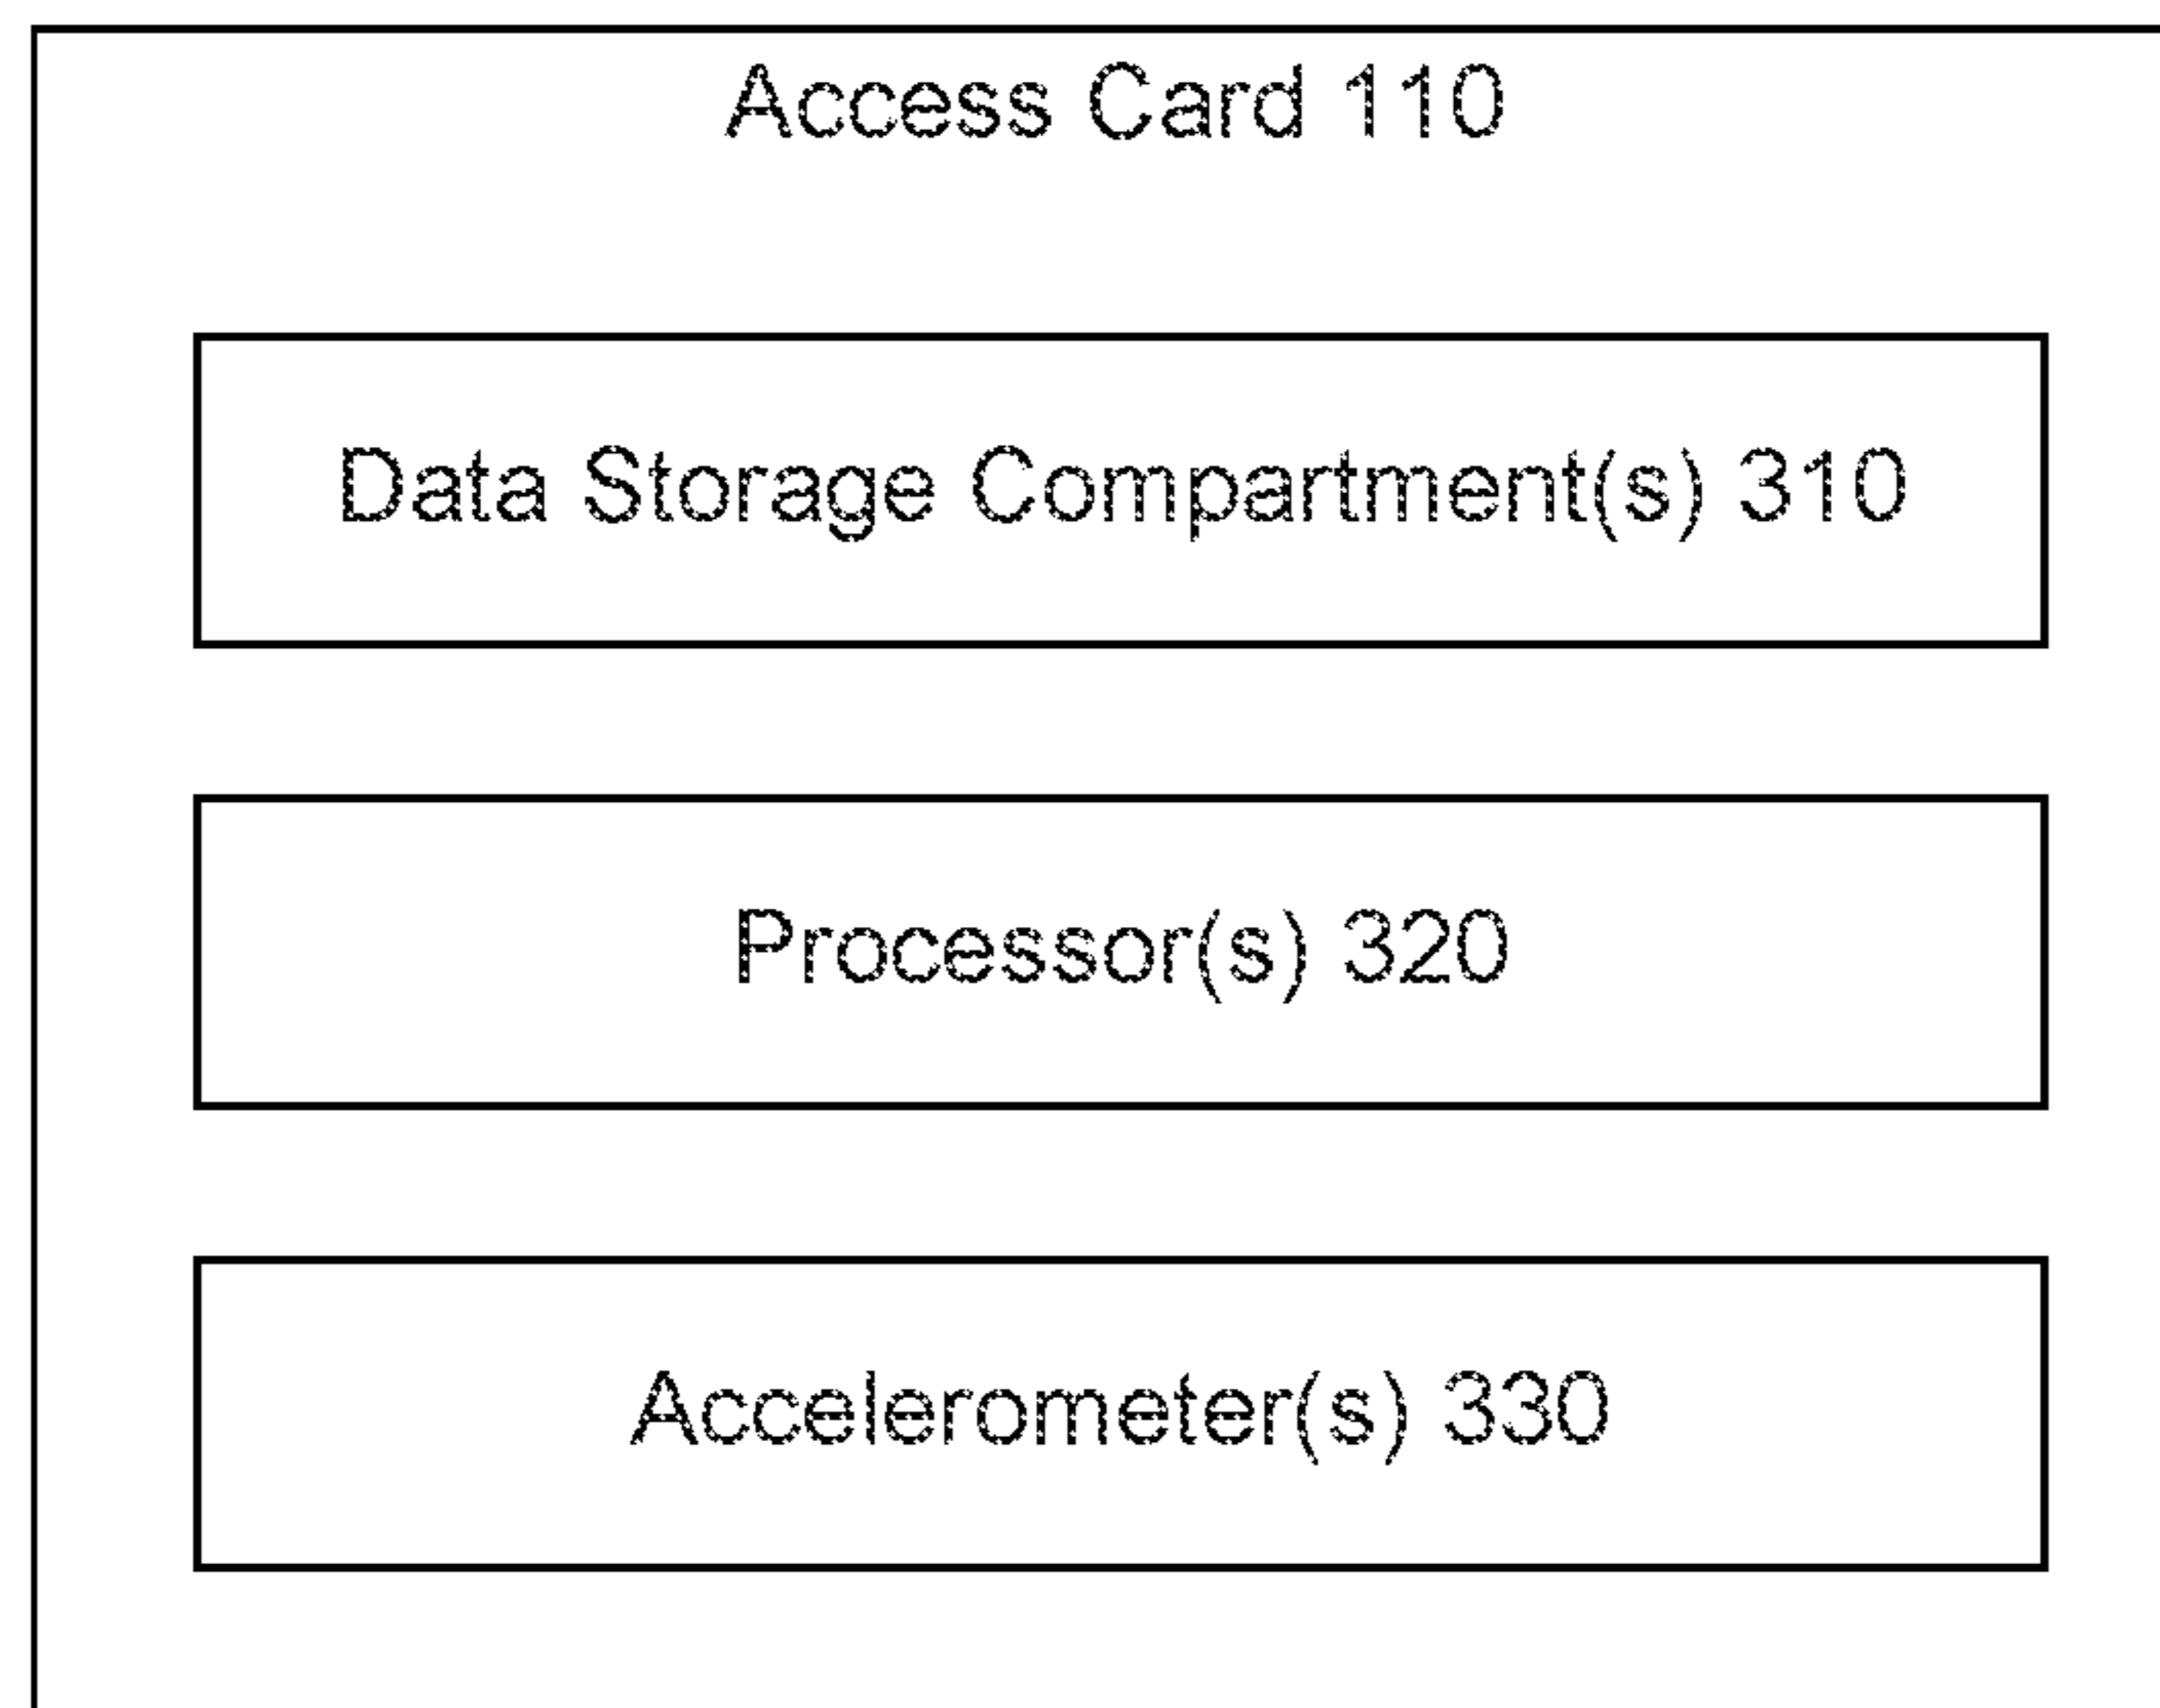 Access Card 110
Data Storage Compartment(s) 310
Processor(s) 320
Accelerometer(s) 330